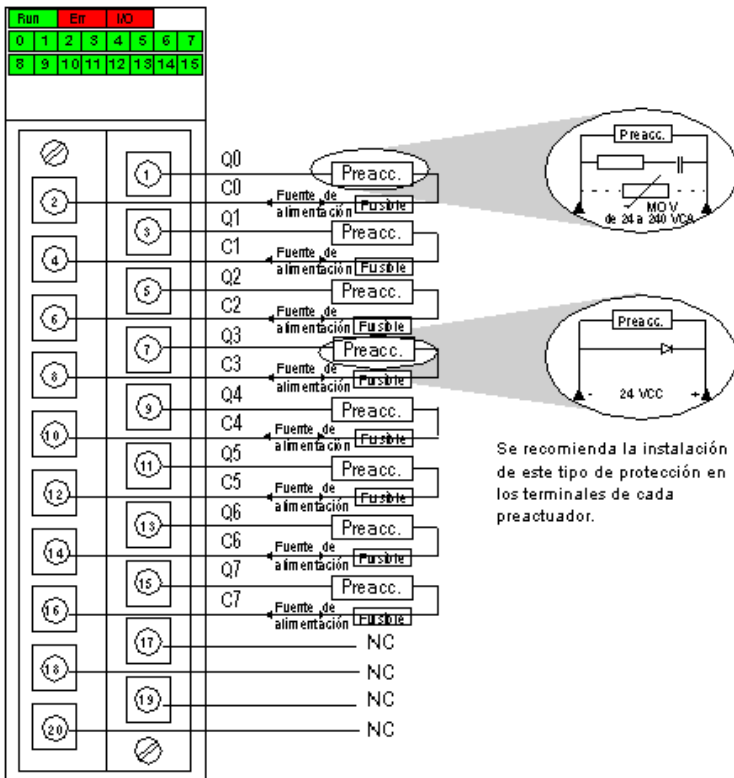 Run Err I/O
0 1 2 3 4 5 6 7
8 9 10 11 12 13 14 15
1 Q0 Preacc.
2 C0 Fuente de alimentación Fusible
3 Q1 Preacc.
4 C1 Fuente de alimentación Fusible
5 Q2 Preacc.
6 C2 Fuente de alimentación Fusible
7 Q3 Preacc.
8 C3 Fuente de alimentación Fusible
9 Q4 Preacc.
10 C4 Fuente de alimentación Fusible
11 Q5 Preacc.
12 C5 Fuente de alimentación Fusible
13 Q6 Preacc.
14 C6 Fuente de alimentación Fusible
15 Q7 Preacc.
16 C7 Fuente de alimentación Fusible
17 NC
18 NC
19 NC
20 NC
Preacc.
MOV
de 24 a 240 VCA
Preacc.
- 24 VCC +
Se recomienda la instalación
de este tipo de protección en
los terminales de cada
preactuador.